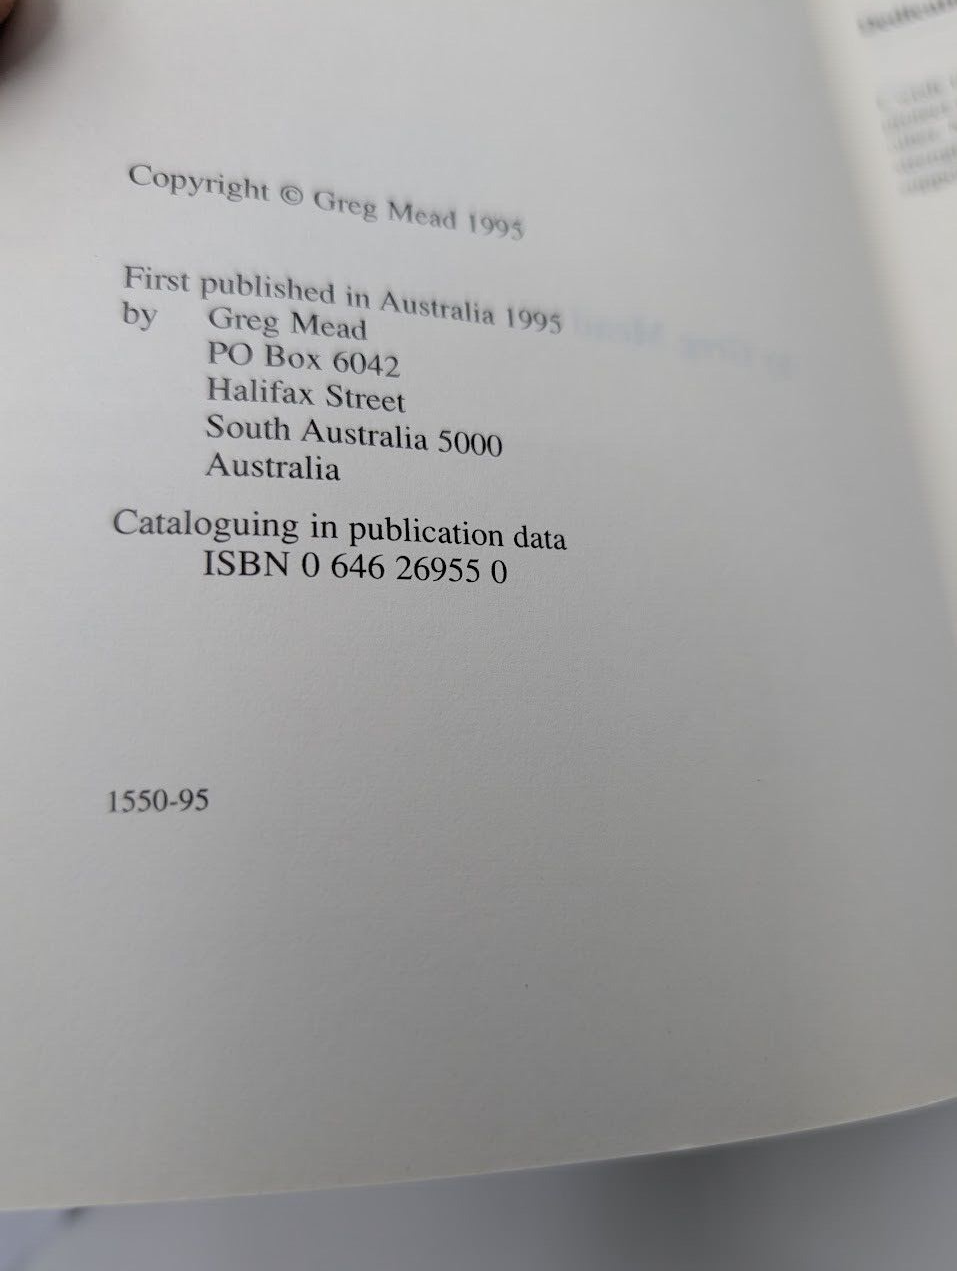 Copyright © Greg Mead 1995
First published in Australia 1995
by Greg Mead
PO Box 6042
Halifax Street
South Australia 5000
Australia
Cataloguing in publication data
ISBN 0 646 26955 0
1550-95